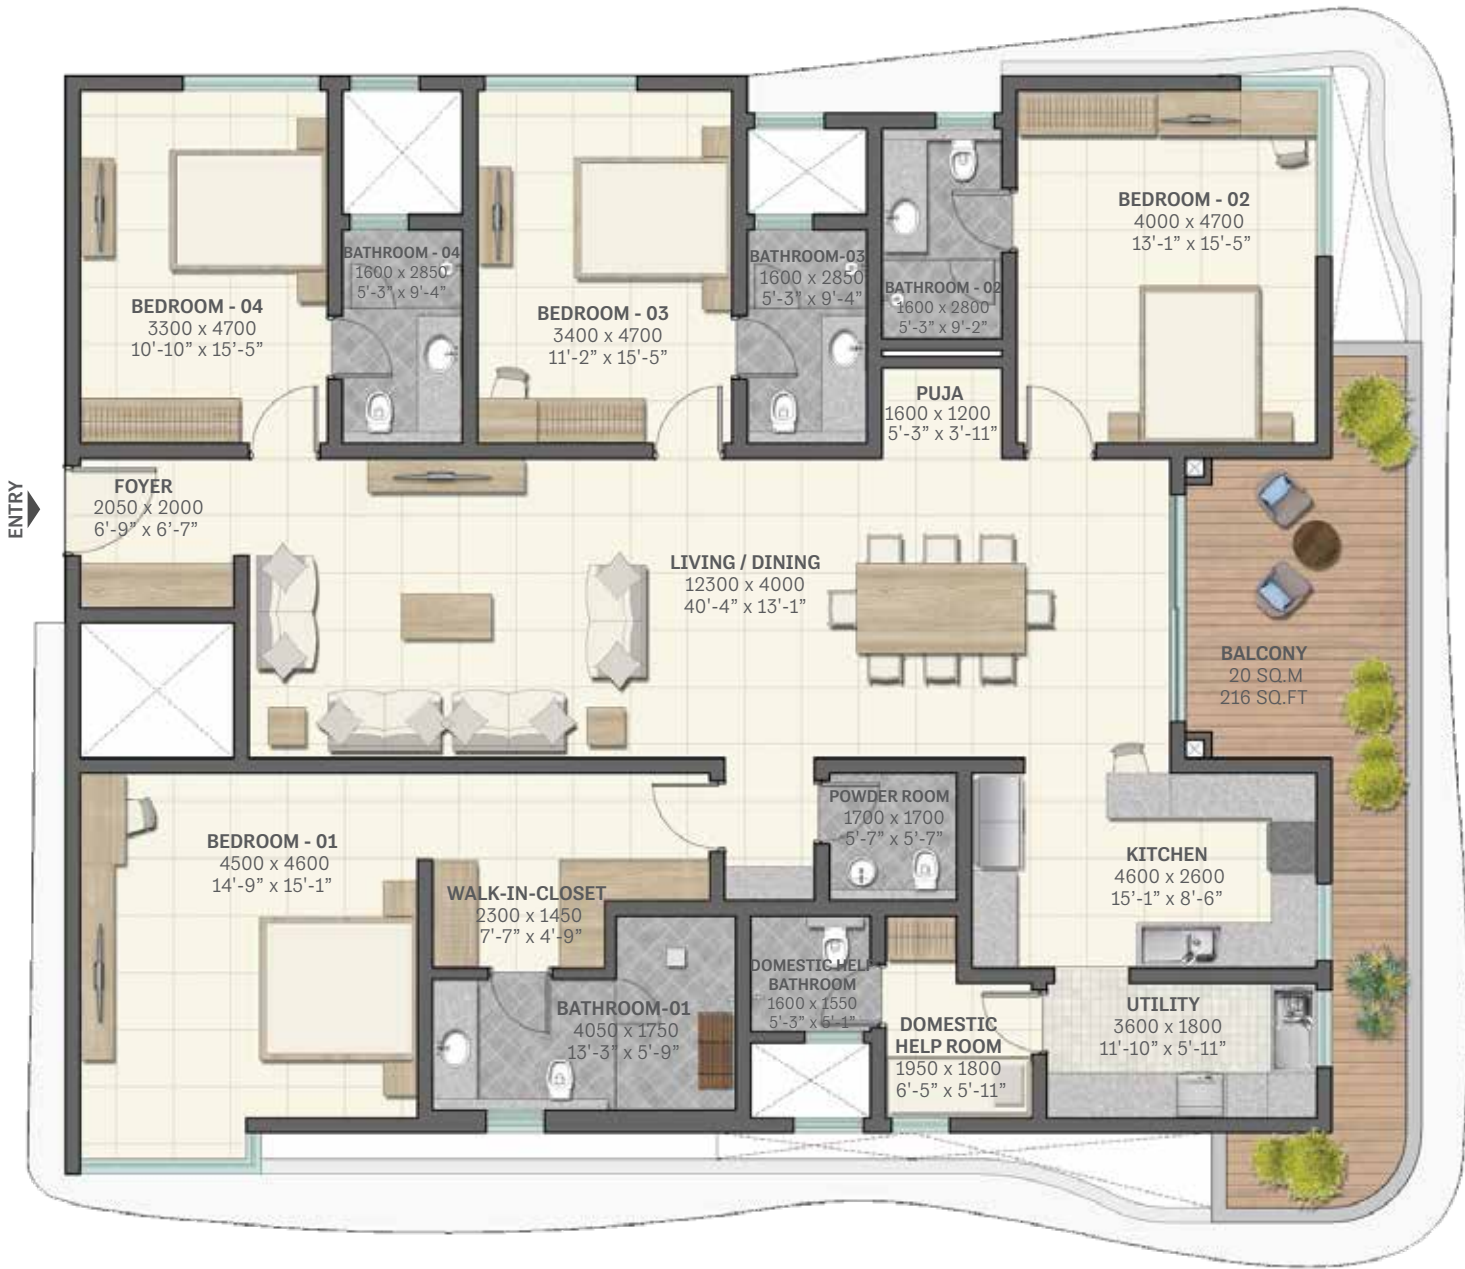 BEDROOM - 02
4000 x 4700
13'-1” x 15'-5”
BATHROOM - 04
1600 x 2850
5'-3” x 9'-4”
BATHROOM-03
1600 x 2850
5'-3” x 9'-4”
BATHROOM - 02
1600 x 2800
5'-3” x 9'-2”
BEDROOM - 04
3300 x 4700
10'-10” x 15'-5”
BEDROOM - 03
3400 x 4700
11'-2” x 15'-5”
PUJA
1600 x 1200
5'-3” x 3'-11”
ENTRY
FOYER
2050 x 2000
6'-9” x 6'-7”
LIVING / DINING
12300 x 4000
40'-4” x 13'-1”
BALCONY
20 SQ.M
216 SQ.FT
BEDROOM - 01
4500 x 4600
14'-9” x 15'-1”
POWDER ROOM
1700 x 1700
5'-7” x 5'-7”
KITCHEN
4600 x 2600
15'-1” x 8'-6”
WALK-IN-CLOSET
2300 x 1450
7'-7” x 4'-9”
BATHROOM-01
4050 x 1750
13'-3” x 5'-9”
DOMESTIC HELP
BATHROOM
1600 x 1550
5'-3” x 5'-1”
DOMESTIC
HELP ROOM
1950 x 1800
6'-5” x 5'-11”
UTILITY
3600 x 1800
11'-10” x 5'-11”